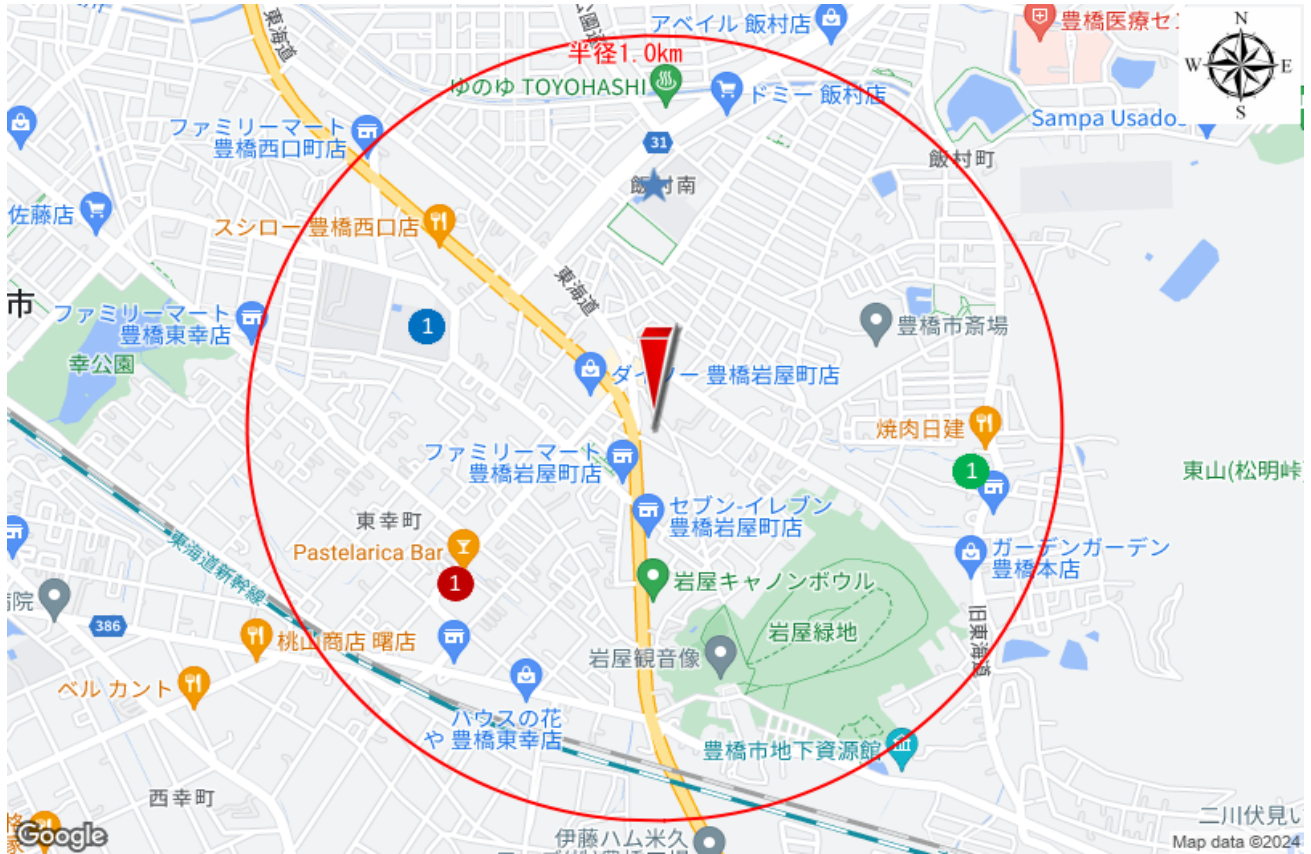 東海道
アベイル 飯村店
豊橋医療セ
N
W
E
S
半径1.0km
ゆのゆ TOYOHASHI
ドミー 飯村店
ファミリーマート
豊橋西口町店
31
Sampa Usados
飯村町
飯村南
佐藤店
スシロー 豊橋西口店
東海道
市
ファミリーマート
豊橋東幸店
1
豊橋市斎場
幸公園
ダイソー 豊橋岩屋町店
焼肉日建
ファミリーマート
豊橋岩屋町店
1
東山(松明峠)
セブン-イレブン
豊橋岩屋町店
東幸町
Pastelarica Bar
東海道新幹線
ガーデンガーデン
豊橋本店
1
岩屋キャノンボウル
病院
386
桃山商店 曙店
岩屋緑地
旧東海道
岩屋観音像
ベル カント
ハウスの花
や 豊橋東幸店
豊橋市地下資源館
西幸町
二川伏見い
Google
伊藤ハム米久
Map data ©2024